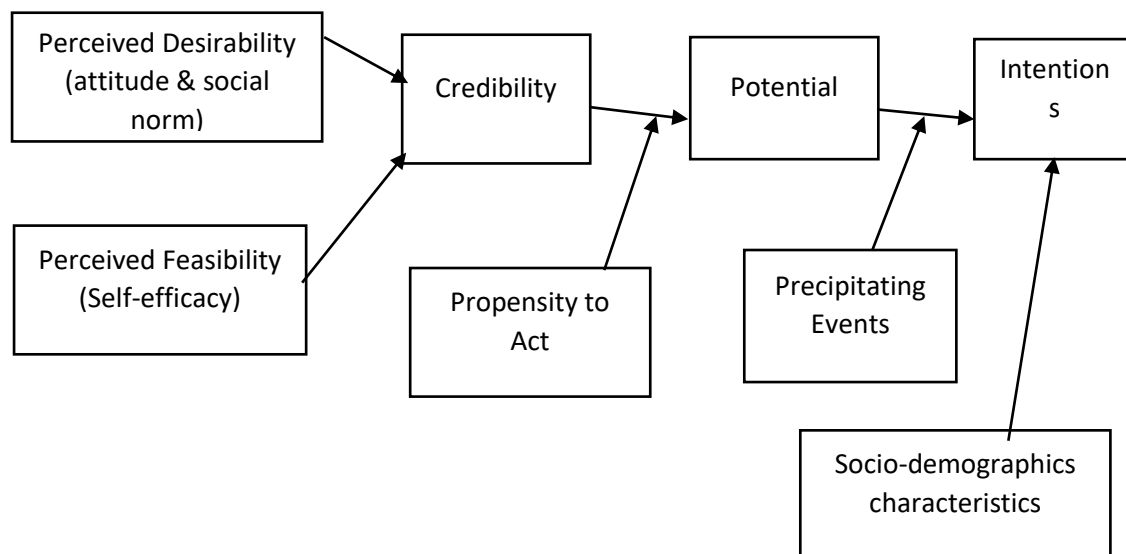 Perceived Desirability
(attitude & social
norm)
Credibility
Potential
Intention
s
Perceived Feasibility
(Self-efficacy)
Propensity to
Act
Precipitating
Events
Socio-demographics
characteristics